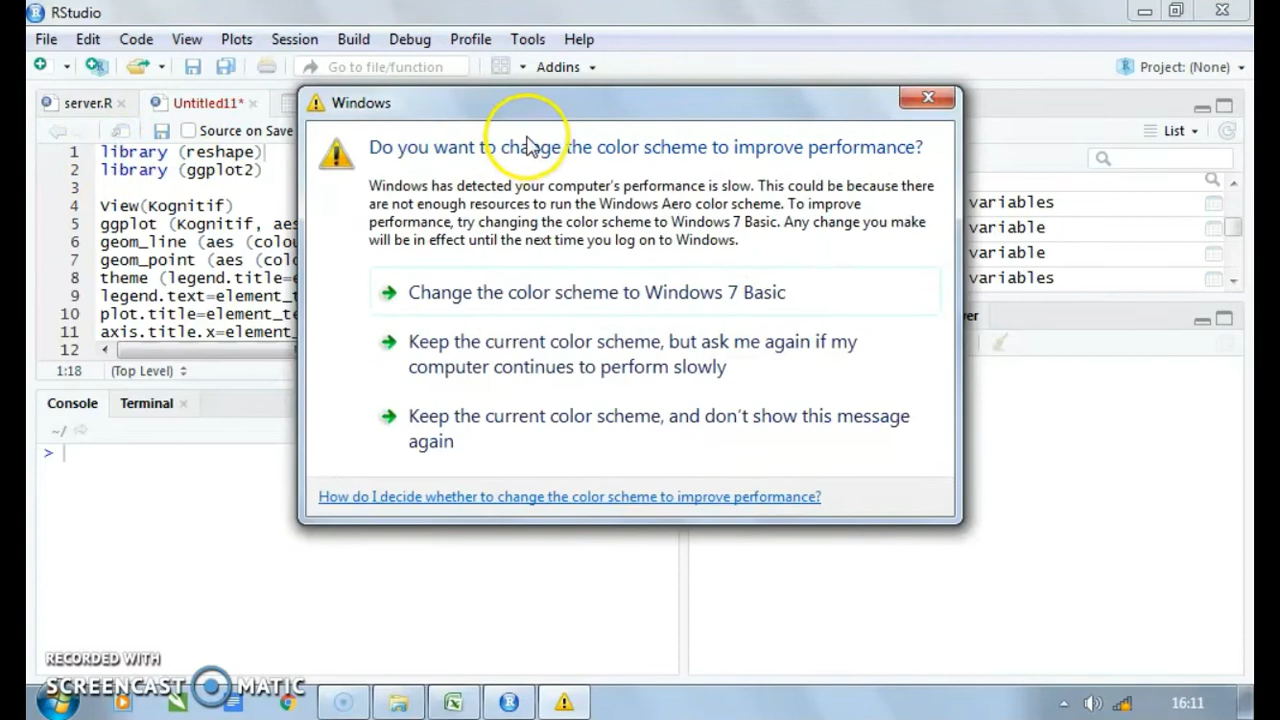 RStudio
File Edit Code View Plots Session Build Debug Profile Tools Help
Go to file/function Addins Project: (None)
server.R Untitled11*
Source on Save
List
1 library (reshape)
2 library (ggplot2)
3
4 View(Kognitif)
5 ggplot (Kognitif, aes
6 geom_line (aes (colou
7 geom_point (aes (colo
8 theme (legend.title=e
9 legend.text=element_t
10 plot.title=element_te
11 axis.title.x=element_
12
1:18 (Top Level)
Console Terminal
~/
>
Windows
Do you want to change the color scheme to improve performance?
Windows has detected your computer's performance is slow. This could be because there
are not enough resources to run the Windows Aero color scheme. To improve
performance, try changing the color scheme to Windows 7 Basic. Any change you make
will be in effect until the next time you log on to Windows.
Change the color scheme to Windows 7 Basic
Keep the current color scheme, but ask me again if my
computer continues to perform slowly
Keep the current color scheme, and don't show this message
again
How do I decide whether to change the color scheme to improve performance?
variables
variable
variable
variables
er
RECORDED WITH
SCREENCAST MATIC
16:11